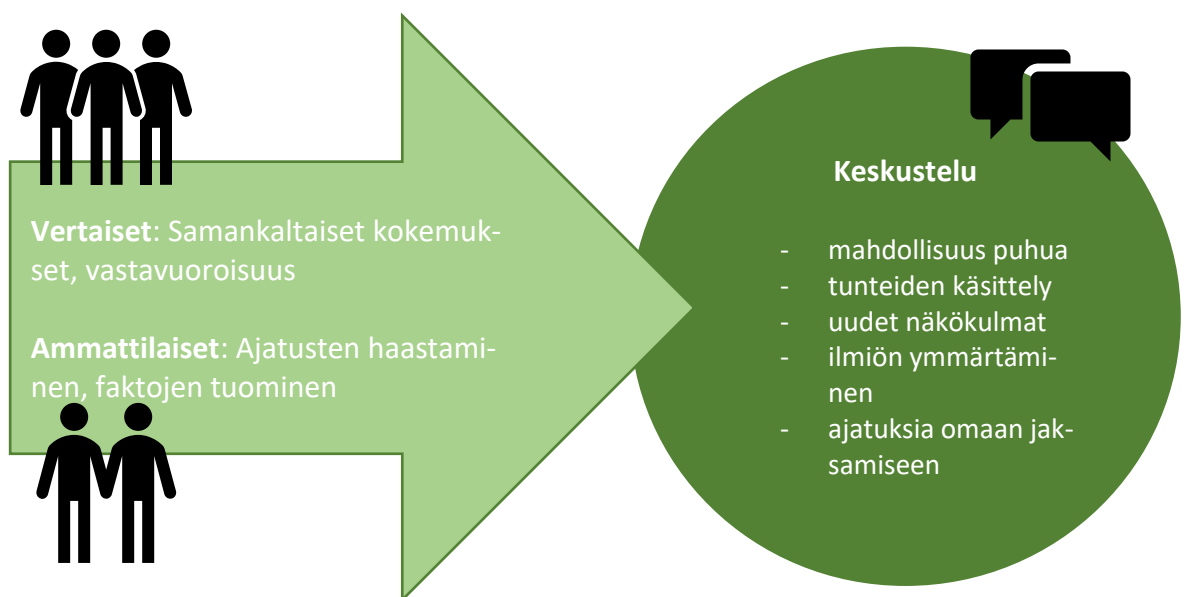 Vertaiset: Samankaltaiset kokemuk-
set, vastavuoroisuus
Ammattilaiset: Ajatusten haastami-
nen, faktojen tuominen
Keskustelu
- mahdollisuus puhua
- tunteiden käsittely
- uudet näkökulmat
- ilmiön ymmärtämi-
nen
- ajatuksia omaan jak-
samiseen